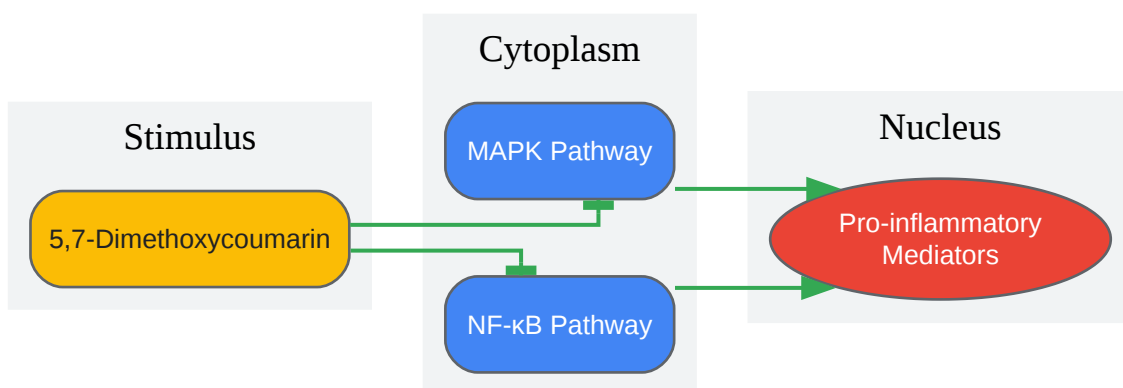 Stimulus
5,7-Dimethoxycoumarin
Cytoplasm
MAPK Pathway
NF-κB Pathway
Nucleus
Pro-inflammatory
Mediators